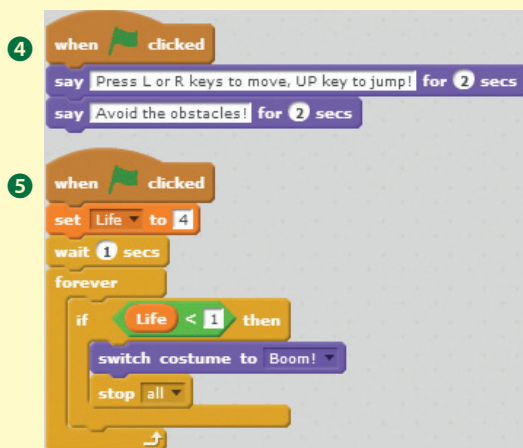 4 when clicked
say Press L or R keys to move, UP key to jump! for 2 secs
say Avoid the obstacles! for 2 secs
5 when clicked
set Life to 4
wait 1 secs
forever
if Life < 1 then
switch costume to Boom!
stop all